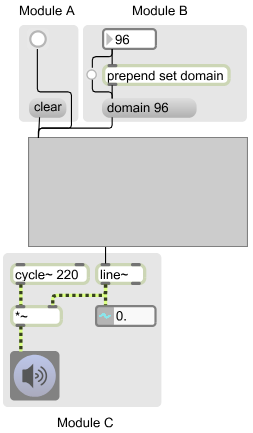 Module A
Module B
96
prepend set domain
clear
domain 96
cycle~ 220
line~
*~
0.
Module C